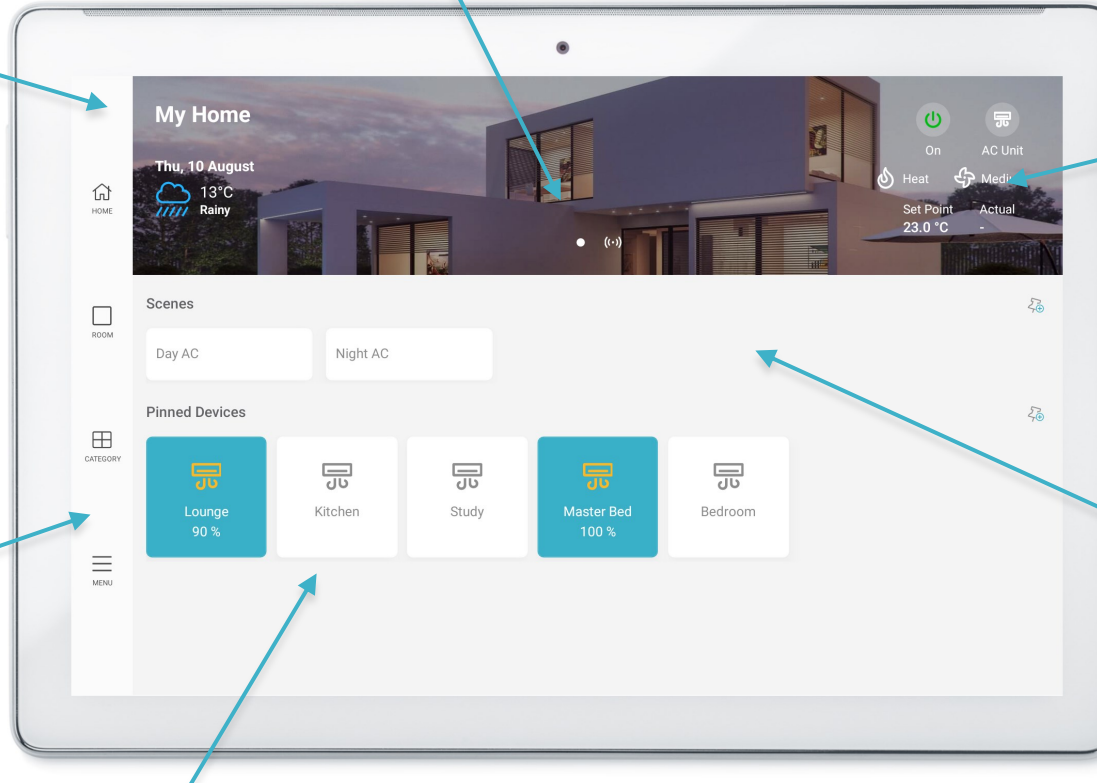 My Home
Thu, 10 August
13°C
Rainy
On
AC Unit
Heat
Set Point
Actual
23.0 °C
-
HOME
ROOM
CATEGORY
MENU
Scenes
Day AC
Night AC
Pinned Devices
Lounge
90 %
Kitchen
Study
Master Bed
100 %
Bedroom